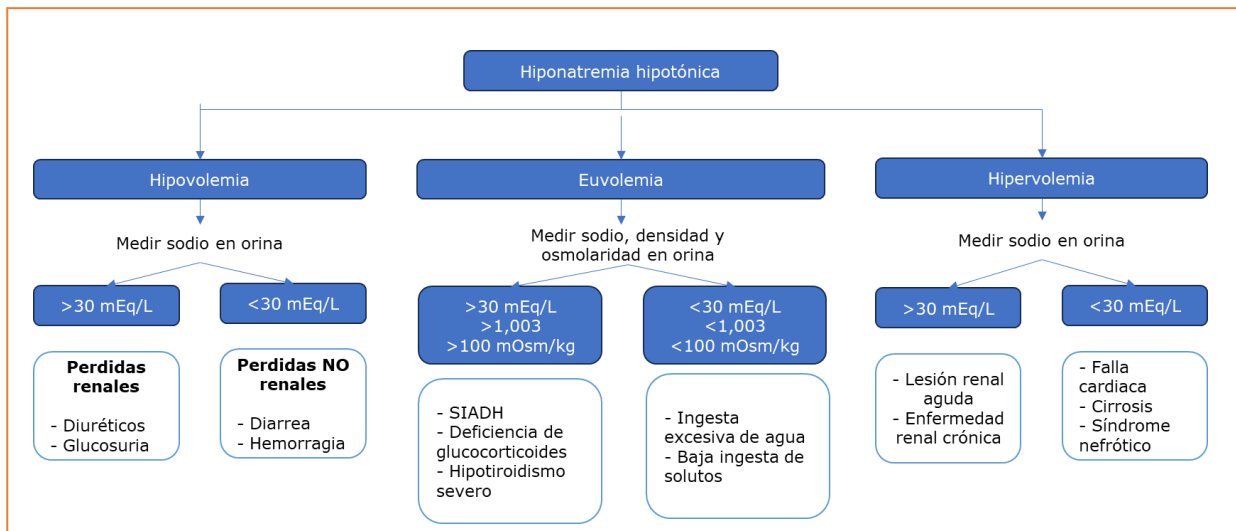 Hiponatremia hipotónica
Hipovolemia
Medir sodio en orina
>30 mEq/L
<30 mEq/L
Perdidas
renales
- Diuréticos
- Glucosuria
Perdidas NO
renales
- Diarrea
- Hemorragia
Euvolemia
Medir sodio, densidad y
osmolaridad en orina
>30 mEq/L
>1,003
>100 mOsm/kg
<30 mEq/L
<1,003
<100 mOsm/kg
- SIADH
- Deficiencia de
glucocorticoides
- Hipotiroidismo
severo
- Ingesta
excesiva de agua
- Baja ingesta de
solutos
Hipervolemia
Medir sodio en orina
>30 mEq/L
<30 mEq/L
- Lesión renal
aguda
- Enfermedad
renal crónica
- Falla
cardiaca
- Cirrosis
- Síndrome
nefrótico